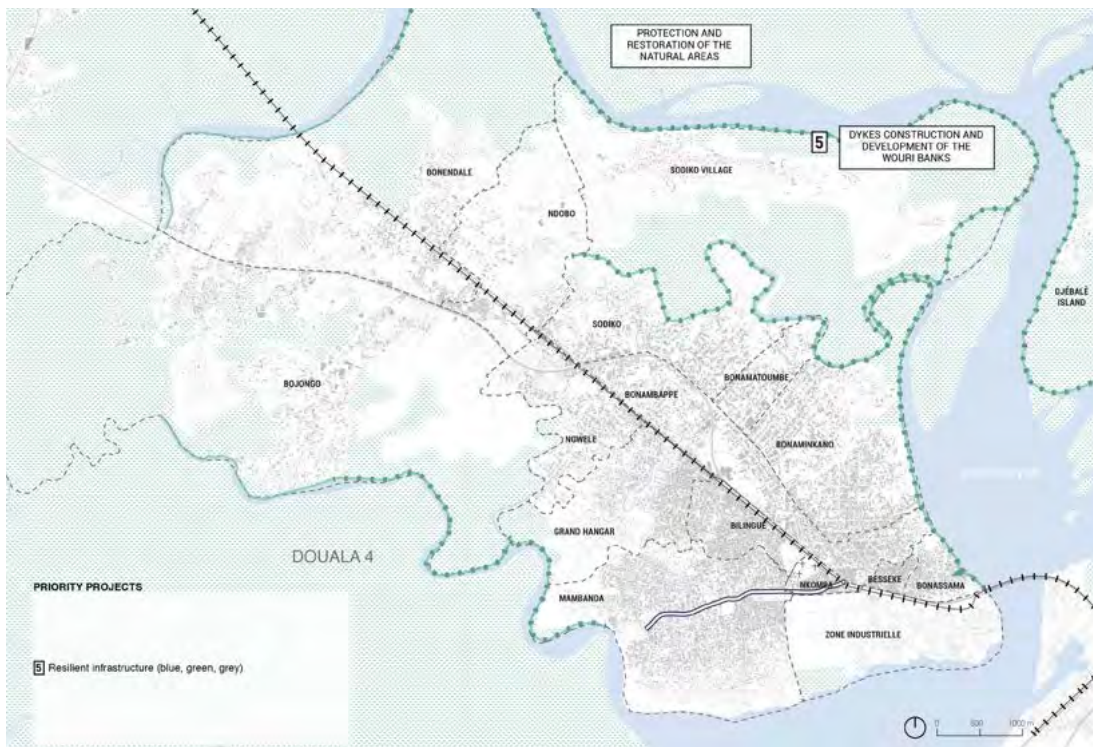 PROTECTION AND
RESTORATION OF THE
NATURAL AREAS
5
DYKES CONSTRUCTION AND
DEVELOPMENT OF THE
WOURI BANKS
BONENDALE
SODIKO VILLAGE
NDOBO
DJÉBALÈ
ISLAND
SODIKO
BOJONGO
BONAMATOUMBE
BONAMBAPPE
NGWELE
BONAMINKANO
BILINGUE
GRAND HANGAR
DOUALA 4
NKOMPA
BESSEKE
BONASSAMA
MAMBANDA
ZONE INDUSTRIELLE
PRIORITY PROJECTS
5 Resilient infrastructure (blue, green, grey)
0 500 1000 m